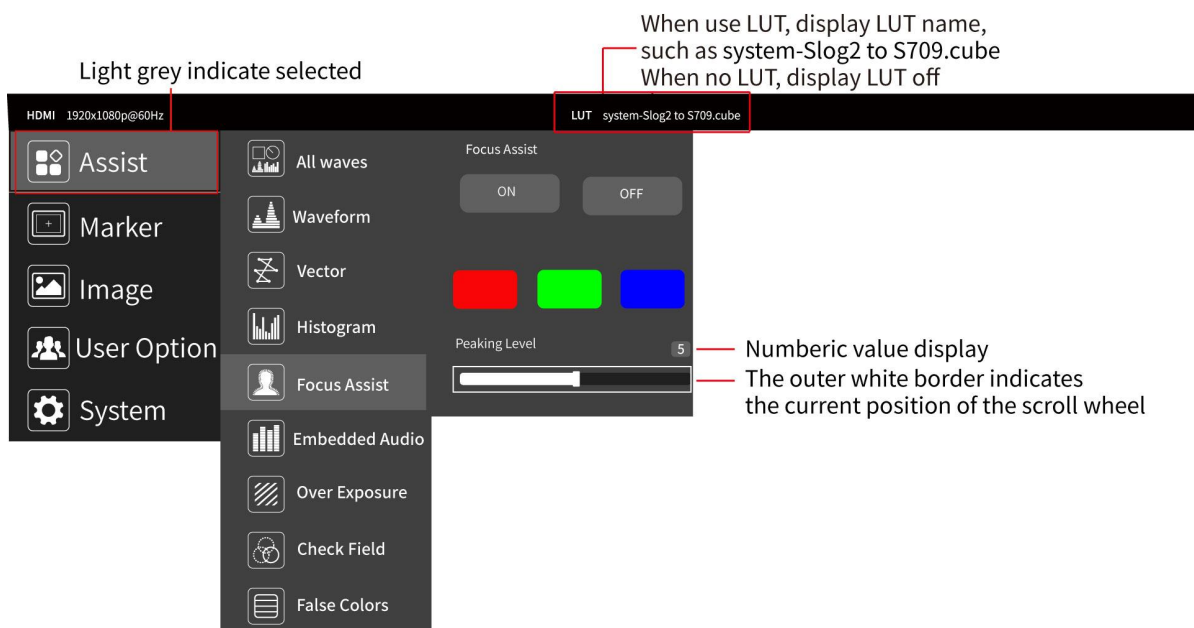 When use LUT, display LUT name,
such as system-Slog2 to S709.cube
When no LUT, display LUT off
Light grey indicate selected
HDMI 1920x1080p@60Hz
LUT system-Slog2 to S709.cube
Assist
Marker
Image
User Option
System
All waves
Waveform
Vector
Histogram
Focus Assist
Embedded Audio
Over Exposure
Check Field
False Colors
Focus Assist
ON OFF
Peaking Level 5
Numberic value display
The outer white border indicates
the current position of the scroll wheel